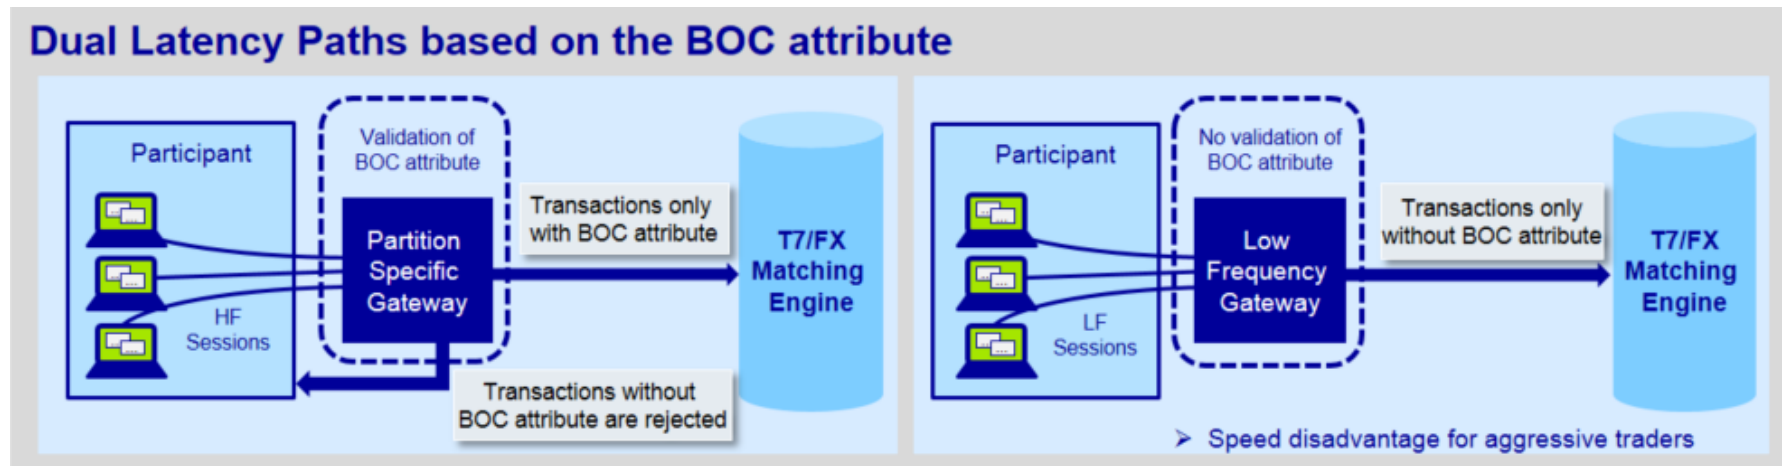 Dual Latency Paths based on the BOC attribute
Participant
HF
Sessions
Validation of
BOC attribute
Partition
Specific
Gateway
Transactions only
with BOC attribute
Transactions without
BOC attribute are rejected
T7/FX
Matching
Engine
Participant
LF
Sessions
No validation of
BOC attribute
Low
Frequency
Gateway
Transactions only
without BOC attribute
T7/FX
Matching
Engine
➢ Speed disadvantage for aggressive traders